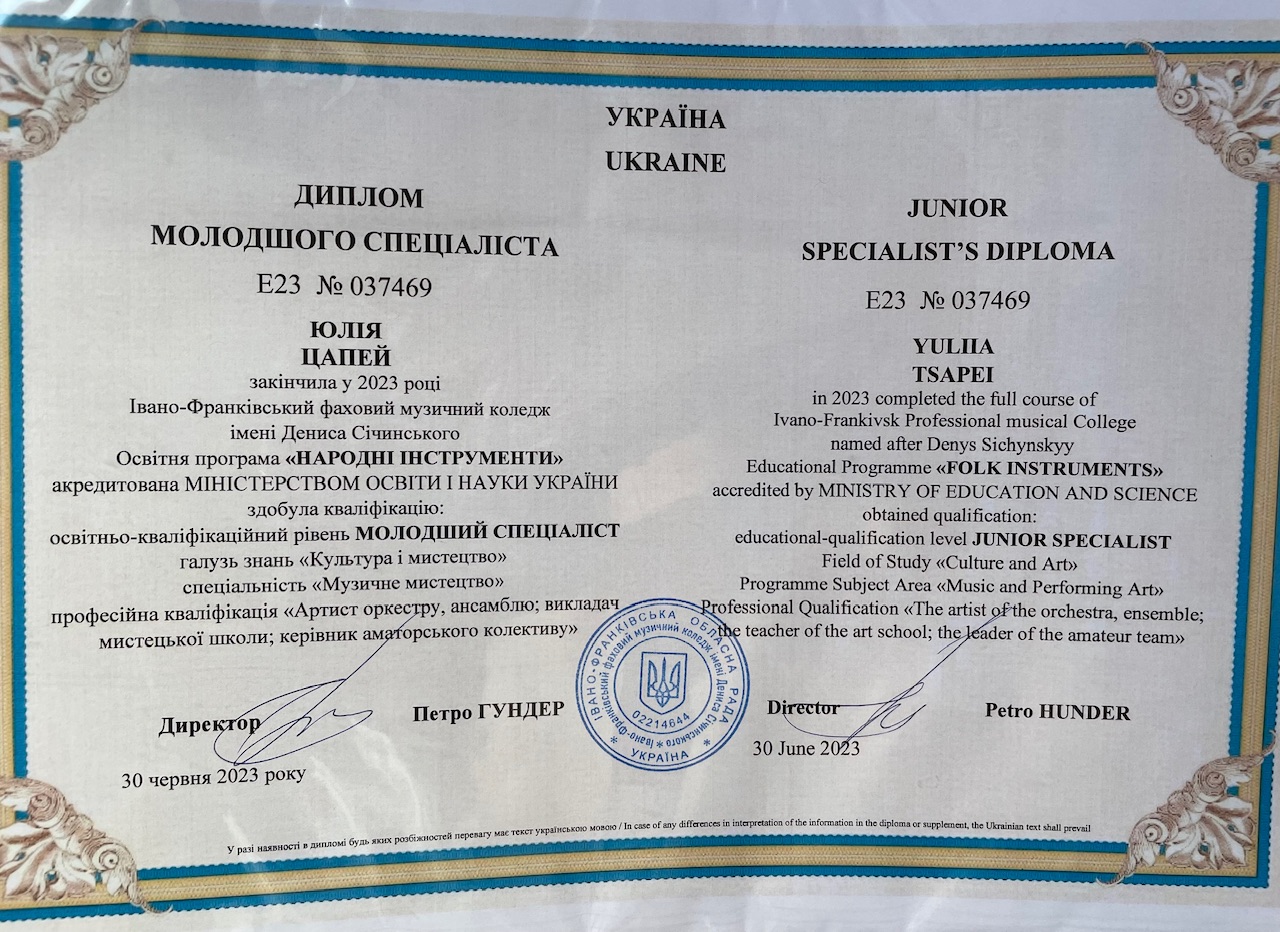 УКРАЇНА
UKRAINE
ДИПЛОМ
МОЛОДШОГО СПЕЦІАЛІСТА
Е23 № 037469
ЮЛІЯ
ЦАПЕЙ
закінчила у 2023 році
Івано-Франківський фаховий музичний коледж
імені Дениса Січинського
Освітня програма «НАРОДНІ ІНСТРУМЕНТИ»
акредитована МІНІСТЕРСТВОМ ОСВІТИ І НАУКИ УКРАЇНИ
здобула кваліфікацію:
освітньо-кваліфікаційний рівень МОЛОДШИЙ СПЕЦІАЛІСТ
галузь знань «Культура і мистецтво»
спеціальність «Музичне мистецтво»
професійна кваліфікація «Артист оркестру, ансамблю; викладач
мистецької школи; керівник аматорського колективу»
Директор Петро ГУНДЕР
30 червня 2023 року
JUNIOR
SPECIALIST’S DIPLOMA
E23 № 037469
YULIIA
TSAPEI
in 2023 completed the full course of
Ivano-Frankivsk Professional musical College
named after Denys Sichynskyy
Educational Programme «FOLK INSTRUMENTS»
accredited by MINISTRY OF EDUCATION AND SCIENCE
obtained qualification:
educational-qualification level JUNIOR SPECIALIST
Field of Study «Culture and Art»
Programme Subject Area «Music and Performing Art»
Professional Qualification «The artist of the orchestra, ensemble;
the teacher of the art school; the leader of the amateur team»
Director Petro HUNDER
30 June 2023
ІВАНО-ФРАНКІВСЬКА ОБЛАСНА РАДА
* УКРАЇНА *
Івано-Франківський фаховий музичний коледж імені Дениса Січинського *
02214644
У разі наявності в дипломі будь яких розбіжностей перевагу має текст українською мовою / In case of any differences in interpretation of the information in the diploma or supplement, the Ukrainian text shall prevail